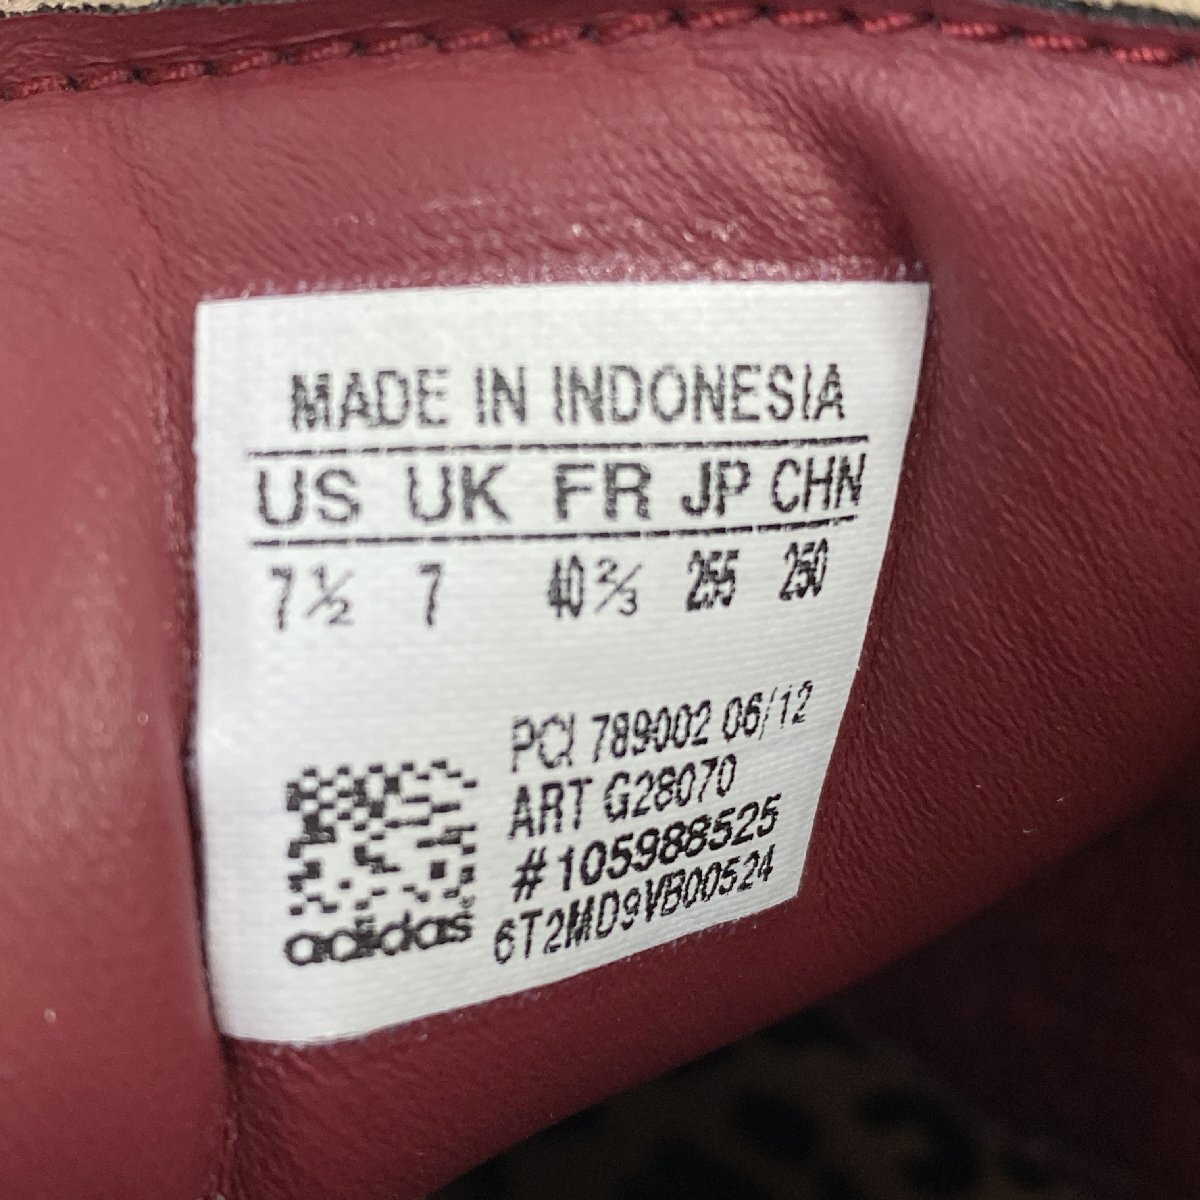 MADE IN INDONESIA
US UK FR JP CHN
7½ 7 40⅔ 255 250
PCI 789002 06/12
ART G28070
#105988525
6T2MD9VB00524
adidas